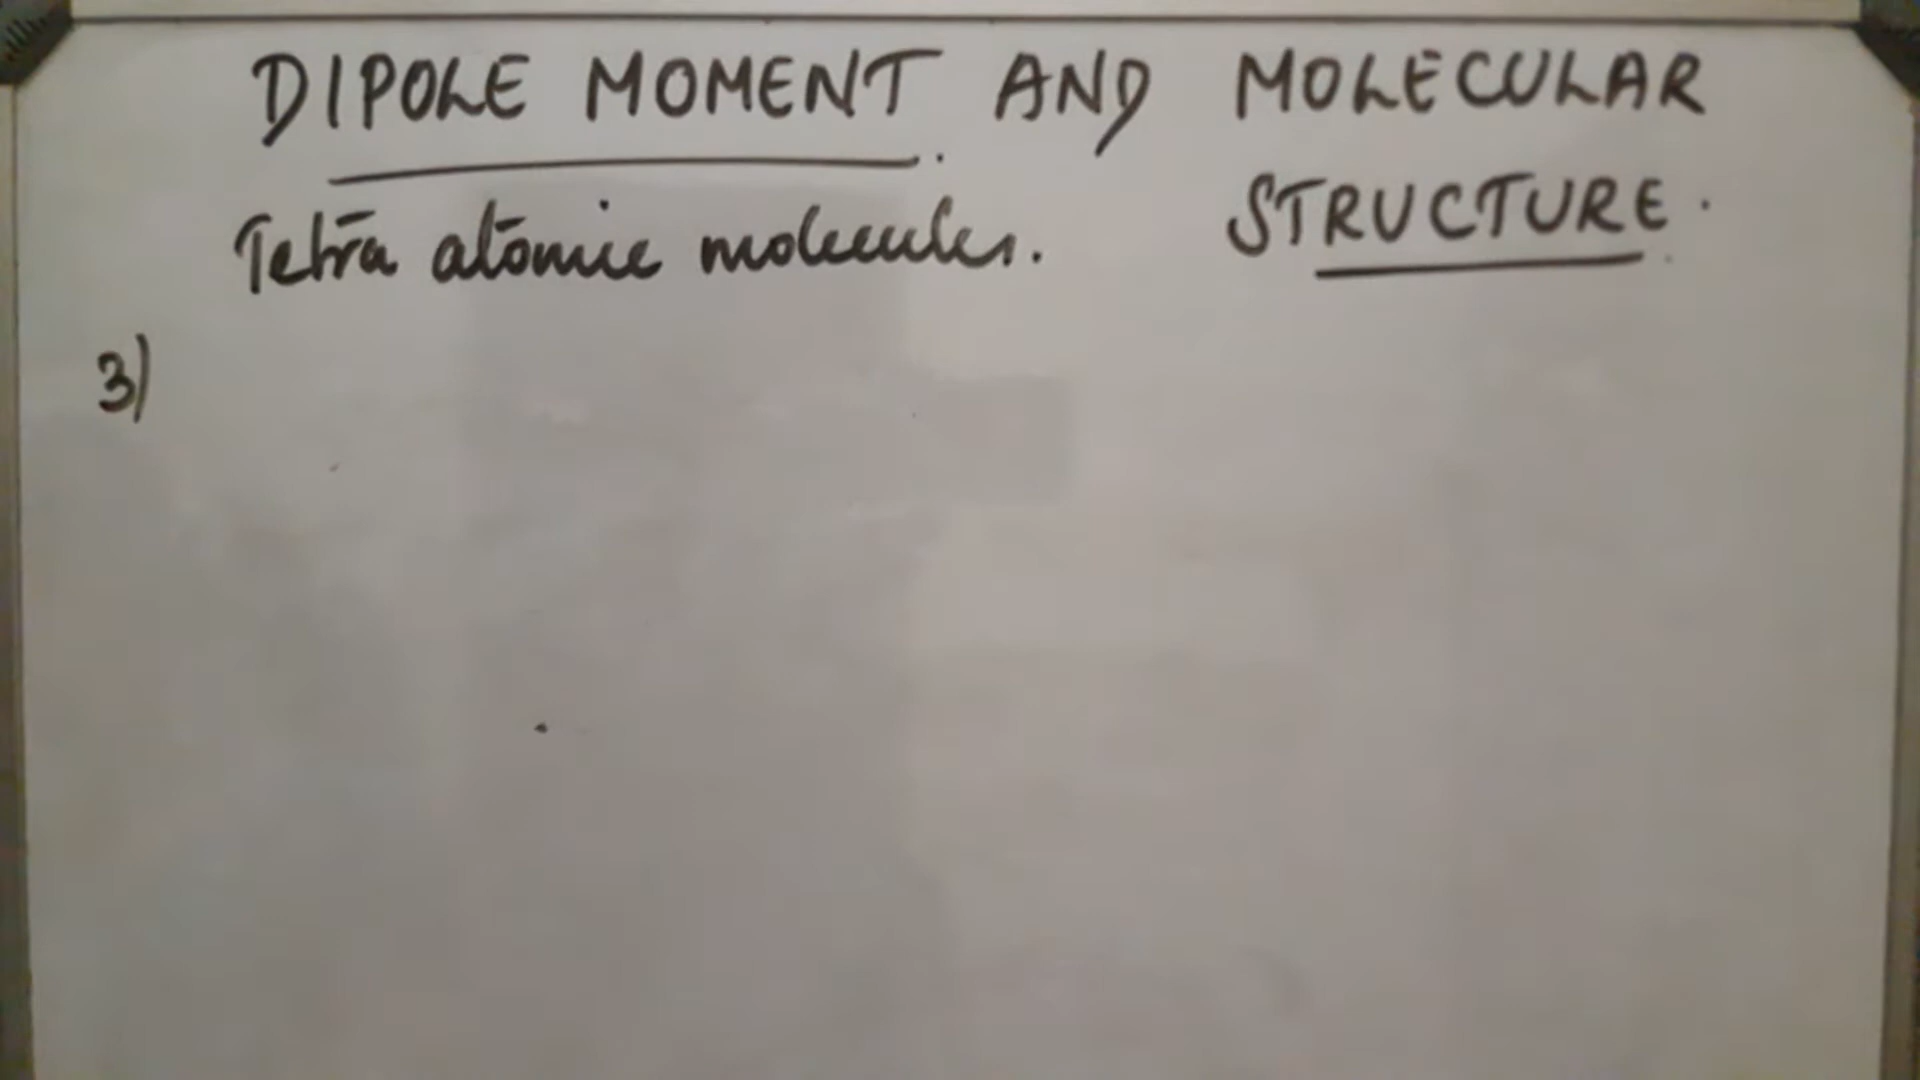 DIPOLE MOMENT AND MOLECULAR
STRUCTURE.
Tetra atomic molecules.
3)